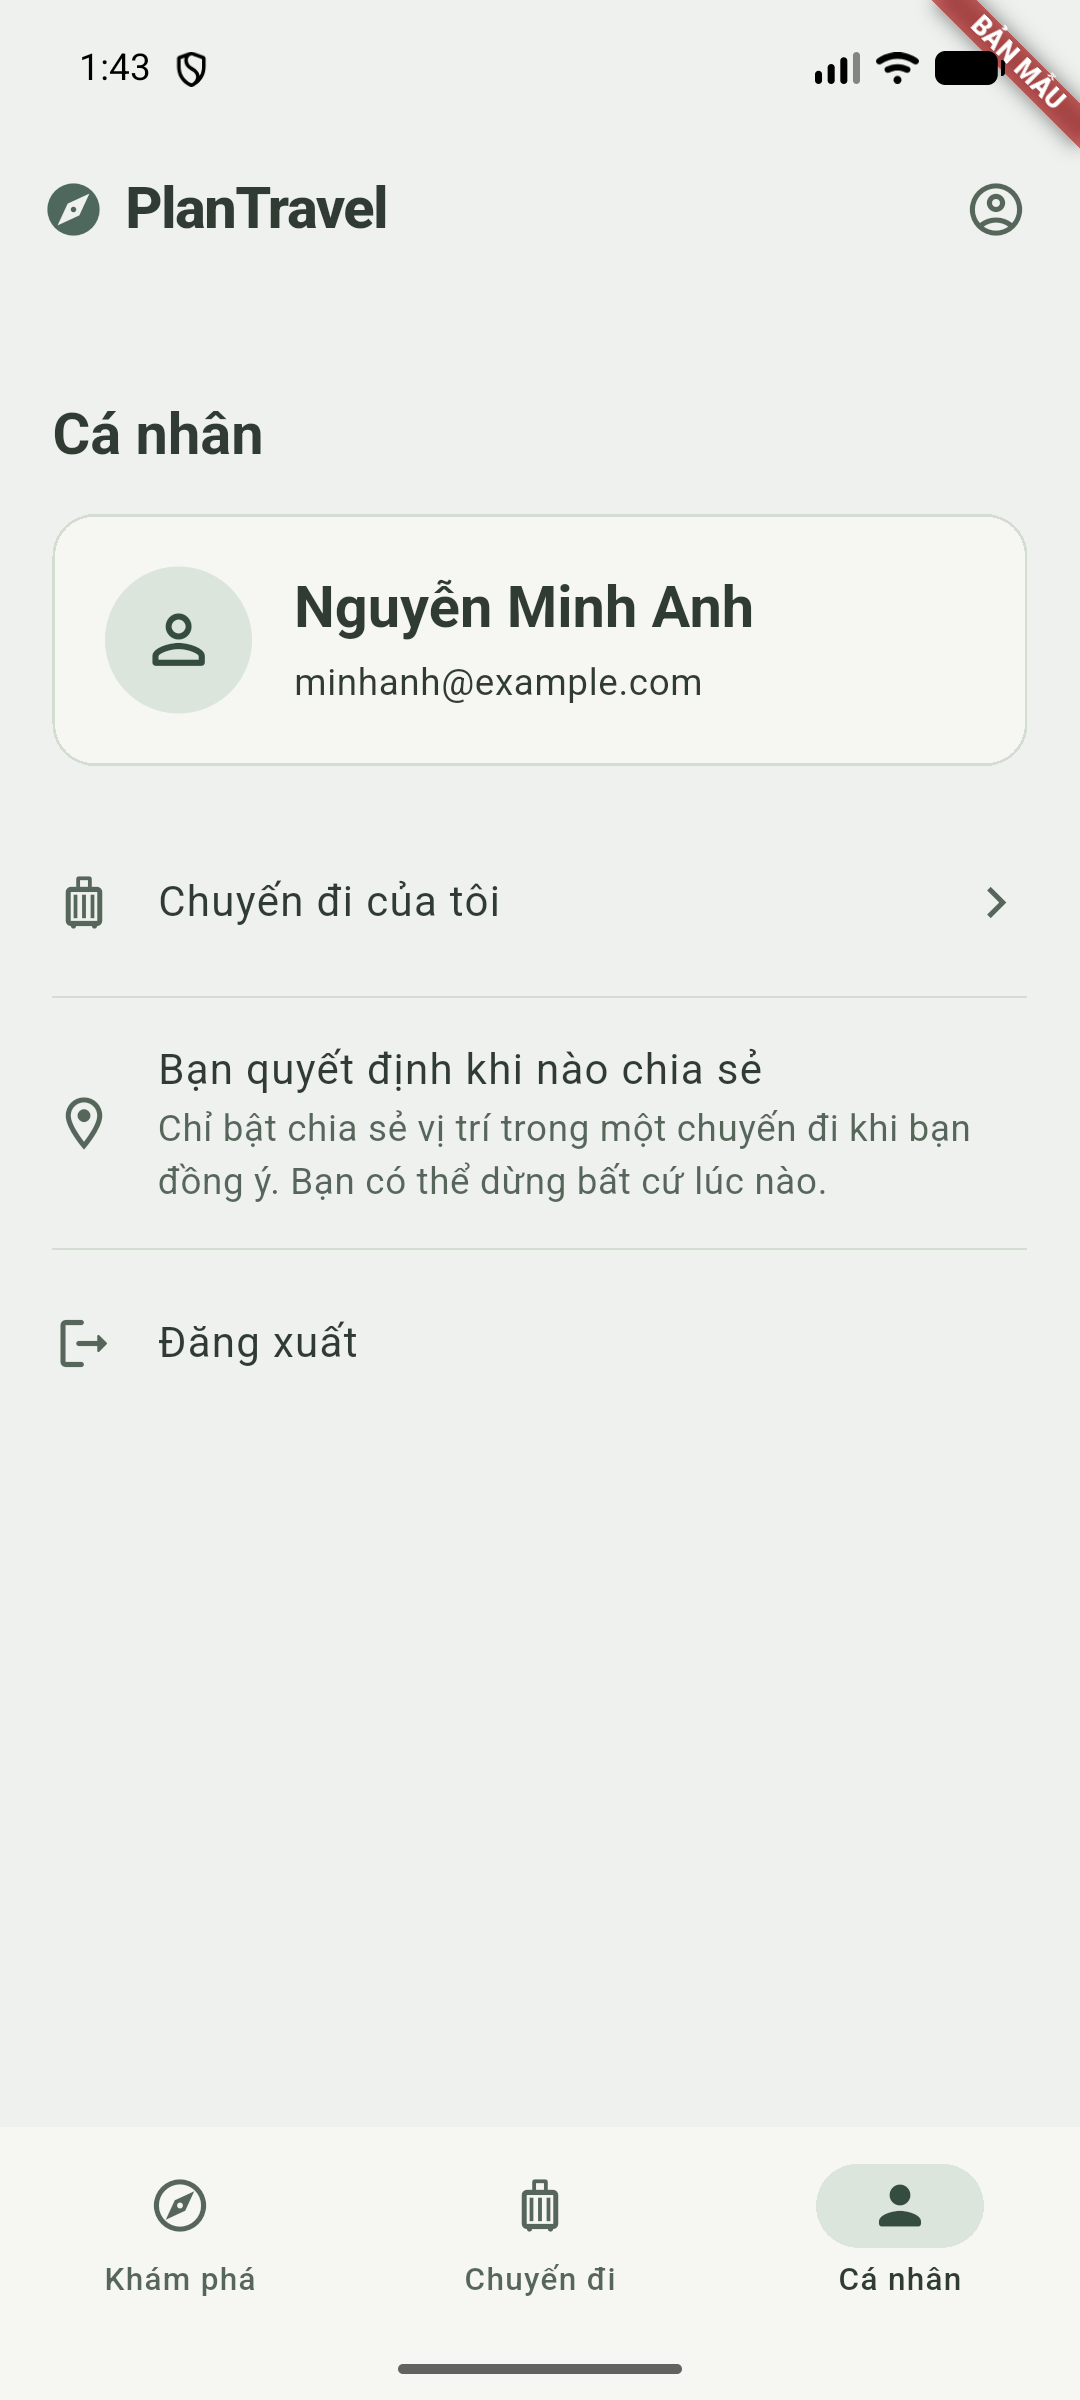 1:43
BẢN MẪU
PlanTravel
Cá nhân
Nguyễn Minh Anh
minhanh@example.com
Chuyến đi của tôi
Bạn quyết định khi nào chia sẻ
Chỉ bật chia sẻ vị trí trong một chuyến đi khi bạn
đồng ý. Bạn có thể dừng bất cứ lúc nào.
Đăng xuất
Khám phá
Chuyến đi
Cá nhân